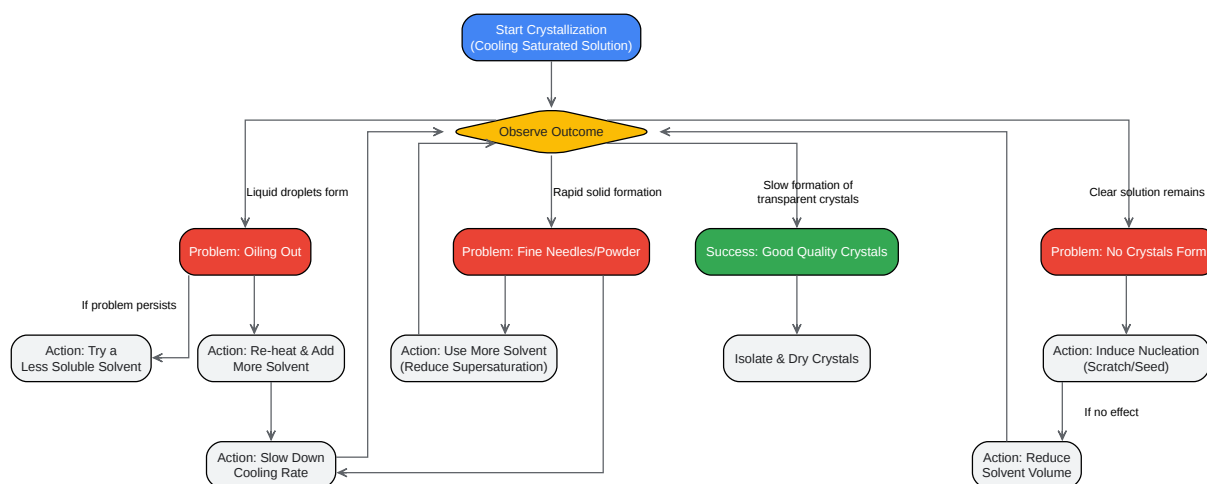 Start Crystallization
(Cooling Saturated Solution)
Observe Outcome
Liquid droplets form
Rapid solid formation
Slow formation of
transparent crystals
Clear solution remains
Problem: Oiling Out
Problem: Fine Needles/Powder
Success: Good Quality Crystals
Problem: No Crystals Form
If problem persists
Action: Try a
Less Soluble Solvent
Action: Re-heat & Add
More Solvent
Action: Use More Solvent
(Reduce Supersaturation)
Isolate & Dry Crystals
Action: Induce Nucleation
(Scratch/Seed)
If no effect
Action: Slow Down
Cooling Rate
Action: Reduce
Solvent Volume